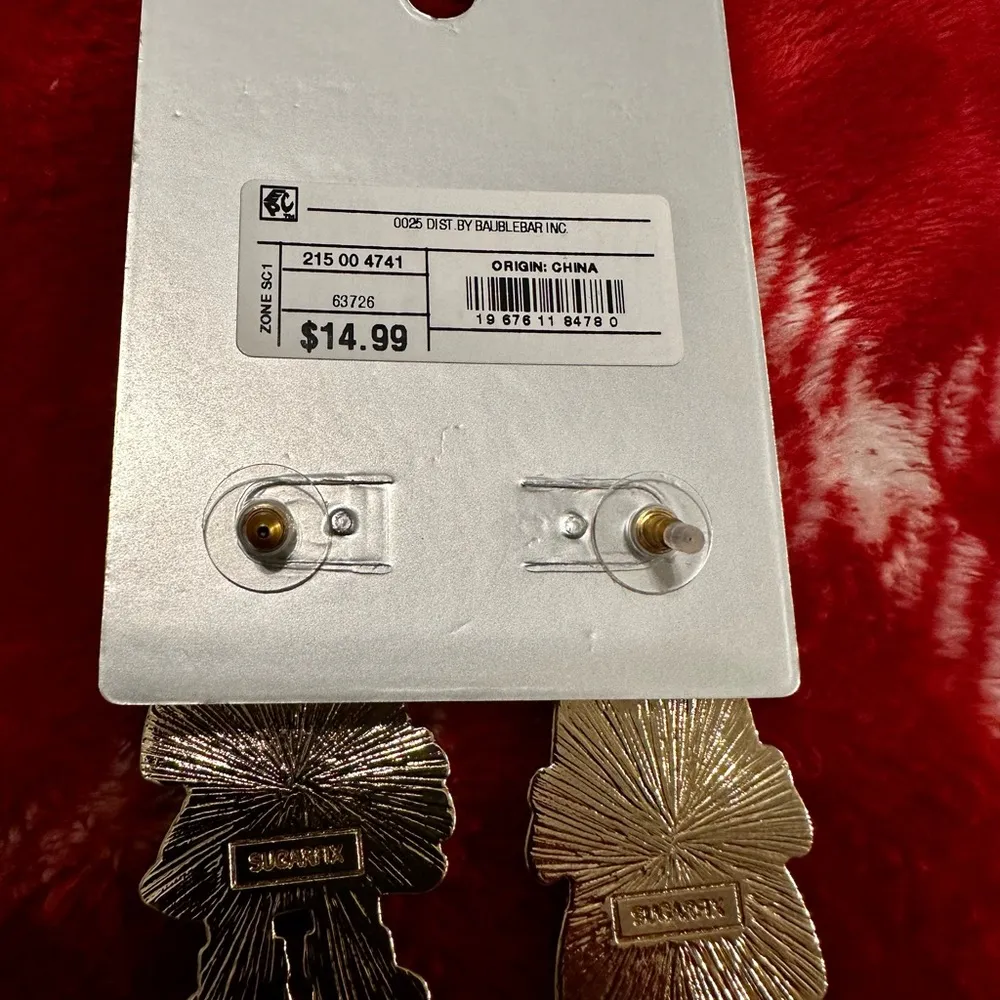 0025 DIST.BY BAUBLEBAR INC.
ZONE SC1
215 00 4741
63726
$14.99
ORIGIN: CHINA
19 676 11 8478 0
SUGARFIX
SUGARFIX